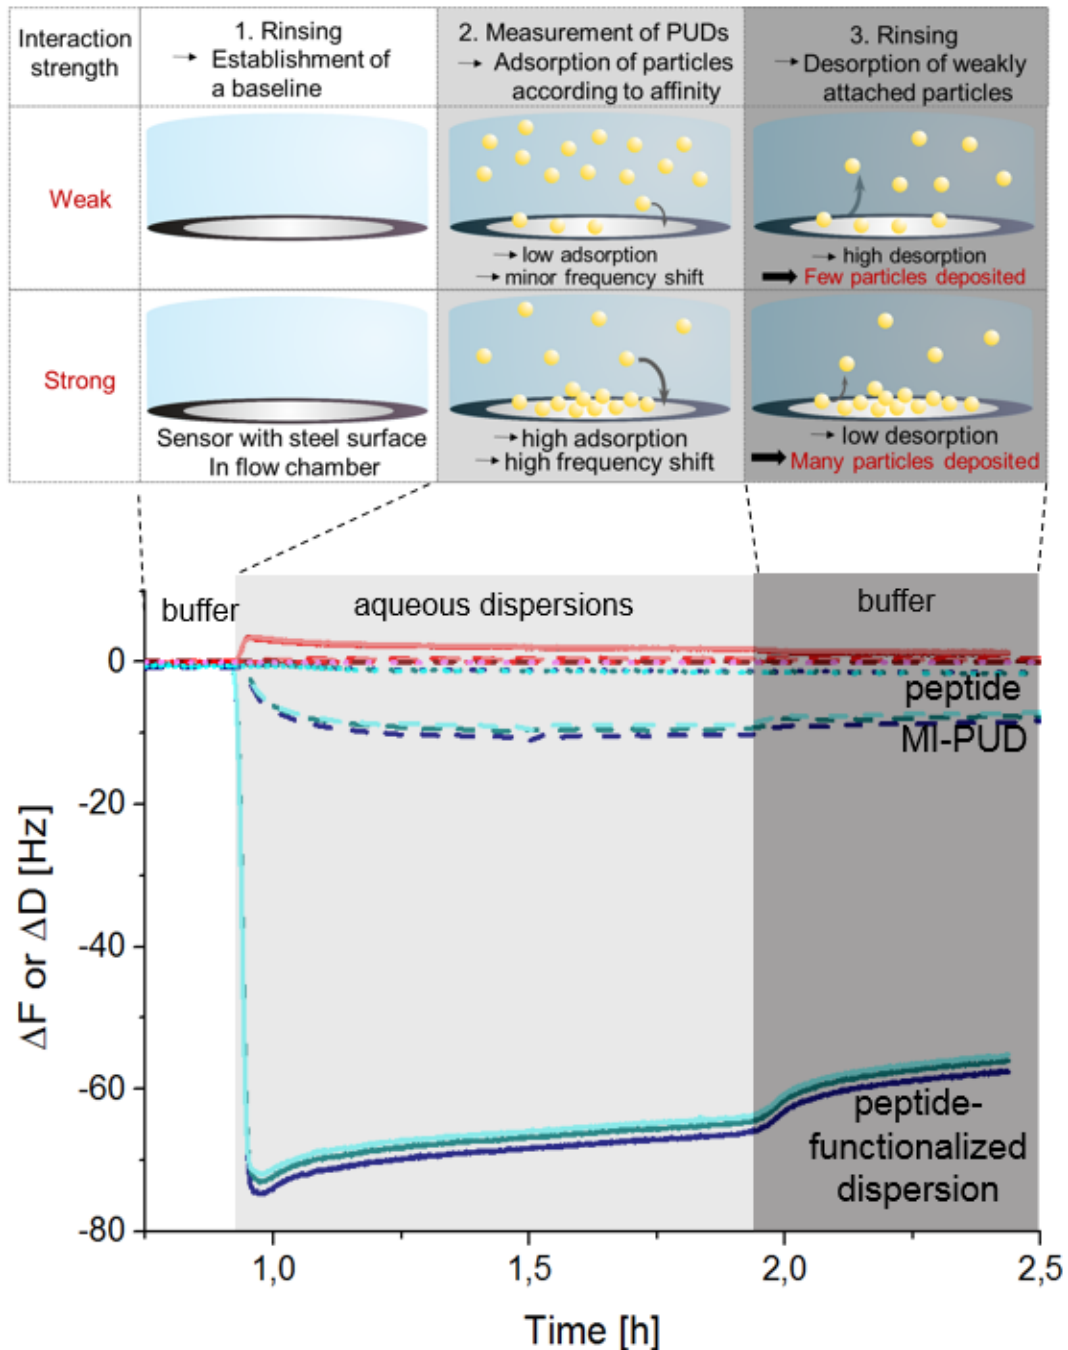 Interaction
strength
1. Rinsing
→ Establishment of
a baseline
2. Measurement of PUDs
→ Adsorption of particles
according to affinity
3. Rinsing
→ Desorption of weakly
attached particles
Weak
→ low adsorption
→ minor frequency shift
→ high desorption
➡ Few particles deposited
Strong
Sensor with steel surface
In flow chamber
→ high adsorption
→ high frequency shift
→ low desorption
➡ Many particles deposited
buffer
aqueous dispersions
buffer
peptide
MI-PUD
peptide-
functionalized
dispersion
ΔF or ΔD [Hz]
0
-20
-40
-60
-80
1,0
1,5
2,0
2,5
Time [h]